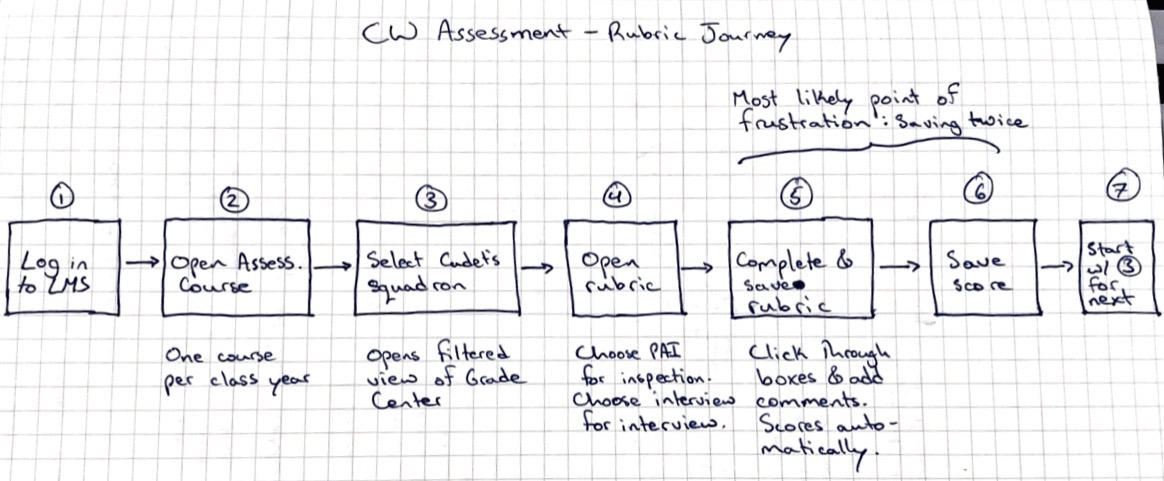 CW Assessment - Rubric Journey
Most likely point of
frustration: Saving twice
①
②
③
④
⑤
⑥
⑦
Log in
to LMS
Open Assess.
Course
Select Cadet's
Squadron
Open
rubric
Complete &
save
rubric
Save
score
Start
w/ ③
for
next
One course
per class year
Opens filtered
view of Grade
Center
Choose PAI
for inspection.
Choose interview
for interview.
Click through
boxes & add
comments.
Scores auto-
matically.